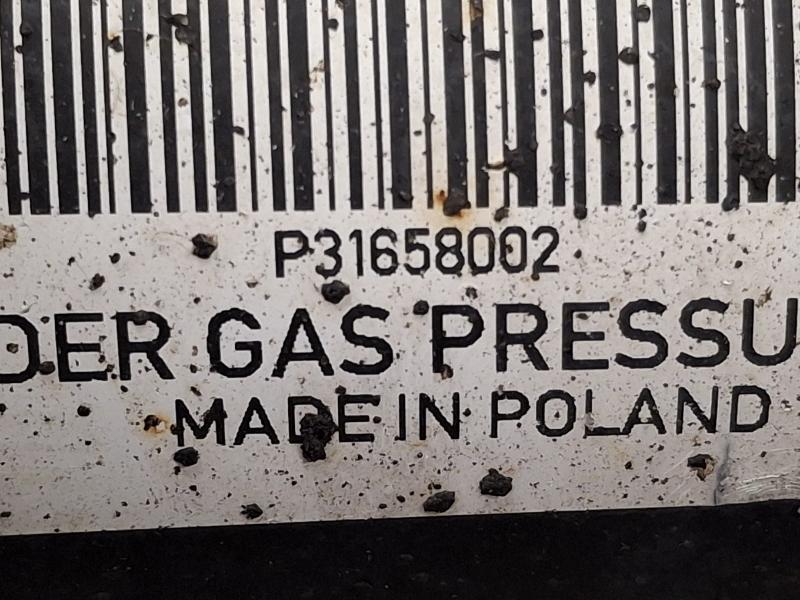 P31658002
DER GAS PRESSU
MADE IN POLAND